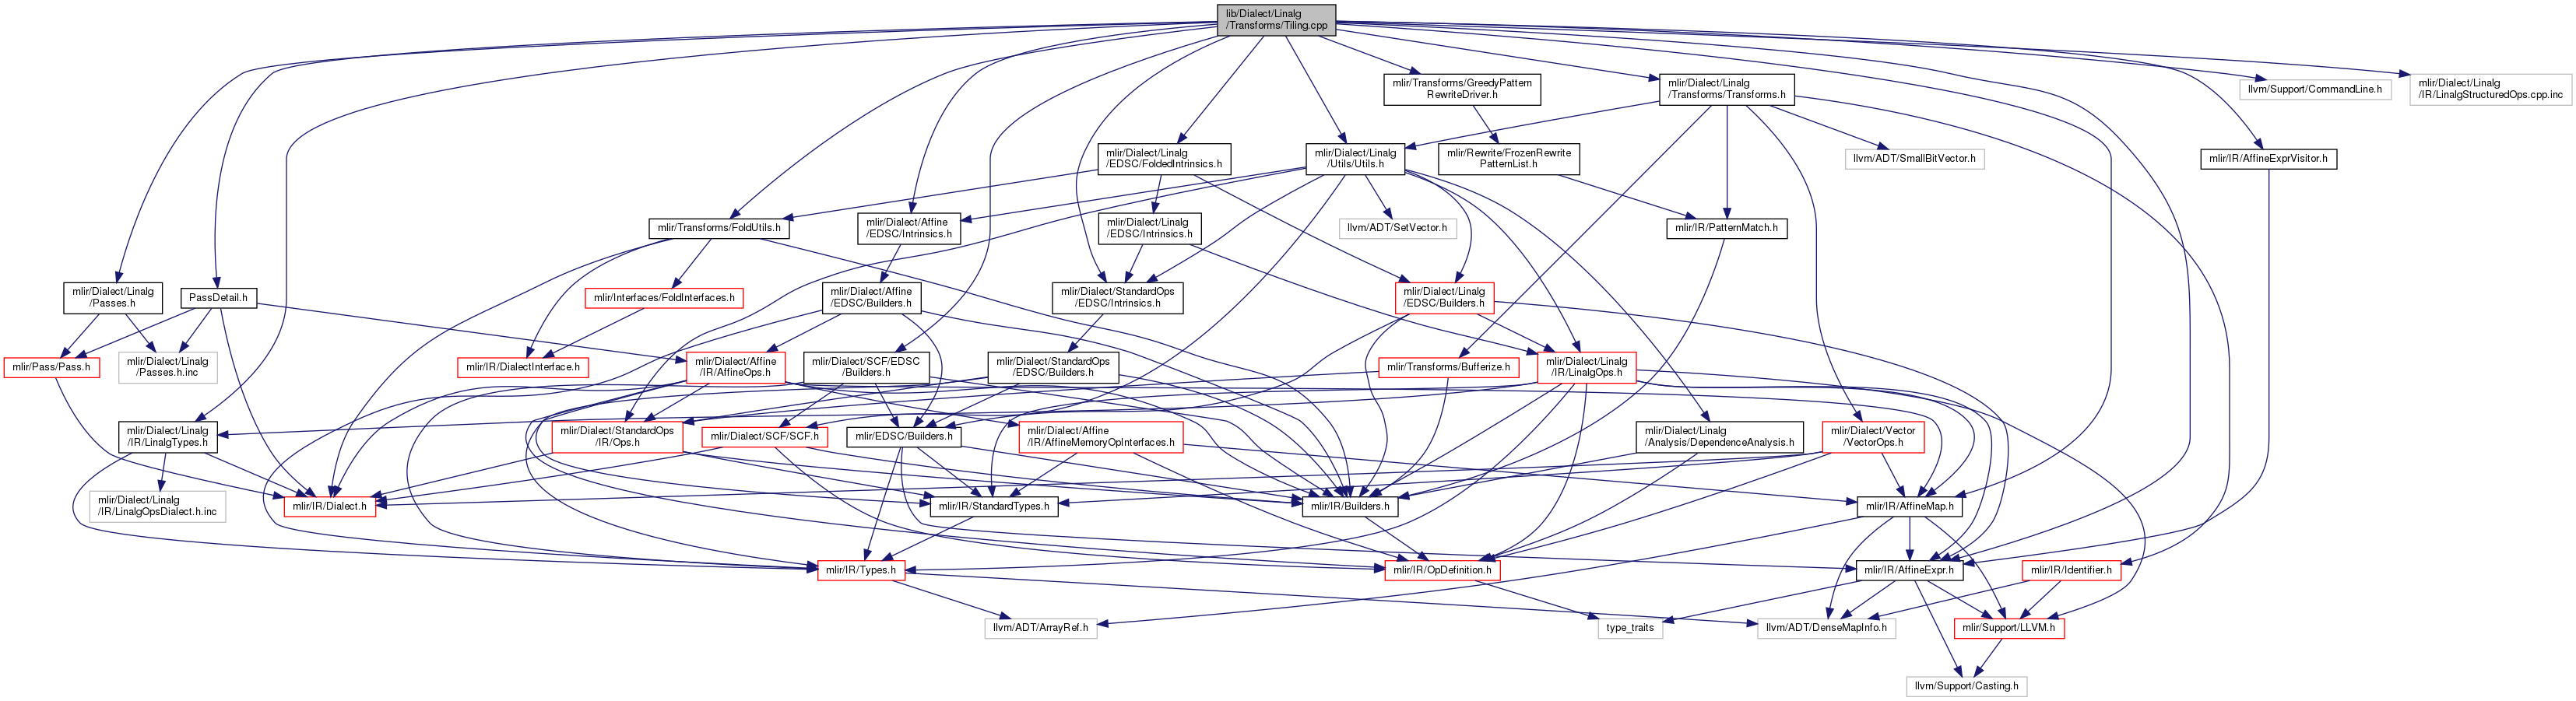 lib/Dialect/Linalg
/Transforms/Tiling.cpp
mlir/Transforms/GreedyPattern
RewriteDriver.h
mlir/Dialect/Linalg
/Transforms/Transforms.h
llvm/Support/CommandLine.h
mlir/Dialect/Linalg
/IR/LinalgStructuredOps.cpp.inc
mlir/Dialect/Linalg
/EDSC/FoldedIntrinsics.h
mlir/Dialect/Linalg
/Utils/Utils.h
mlir/Rewrite/FrozenRewrite
PatternList.h
llvm/ADT/SmallBitVector.h
mlir/IR/AffineExprVisitor.h
mlir/Transforms/FoldUtils.h
mlir/Dialect/Affine
/EDSC/Intrinsics.h
mlir/Dialect/Linalg
/EDSC/Intrinsics.h
llvm/ADT/SetVector.h
mlir/IR/PatternMatch.h
mlir/Dialect/Linalg
/Passes.h
PassDetail.h
mlir/Interfaces/FoldInterfaces.h
mlir/Dialect/Affine
/EDSC/Builders.h
mlir/Dialect/StandardOps
/EDSC/Intrinsics.h
mlir/Dialect/Linalg
/EDSC/Builders.h
mlir/Pass/Pass.h
mlir/Dialect/Linalg
/Passes.h.inc
mlir/IR/DialectInterface.h
mlir/Dialect/Affine
/IR/AffineOps.h
mlir/Dialect/SCF/EDSC
/Builders.h
mlir/Dialect/StandardOps
/EDSC/Builders.h
mlir/Transforms/Bufferize.h
mlir/Dialect/Linalg
/IR/LinalgOps.h
mlir/Dialect/Linalg
/IR/LinalgTypes.h
mlir/Dialect/StandardOps
/IR/Ops.h
mlir/Dialect/SCF/SCF.h
mlir/EDSC/Builders.h
mlir/Dialect/Affine
/IR/AffineMemoryOpInterfaces.h
mlir/Dialect/Linalg
/Analysis/DependenceAnalysis.h
mlir/Dialect/Vector
/VectorOps.h
mlir/Dialect/Linalg
/IR/LinalgOpsDialect.h.inc
mlir/IR/Dialect.h
mlir/IR/StandardTypes.h
mlir/IR/Builders.h
mlir/IR/AffineMap.h
mlir/IR/Types.h
mlir/IR/OpDefinition.h
mlir/IR/AffineExpr.h
mlir/IR/Identifier.h
llvm/ADT/ArrayRef.h
type_traits
llvm/ADT/DenseMapInfo.h
mlir/Support/LLVM.h
llvm/Support/Casting.h